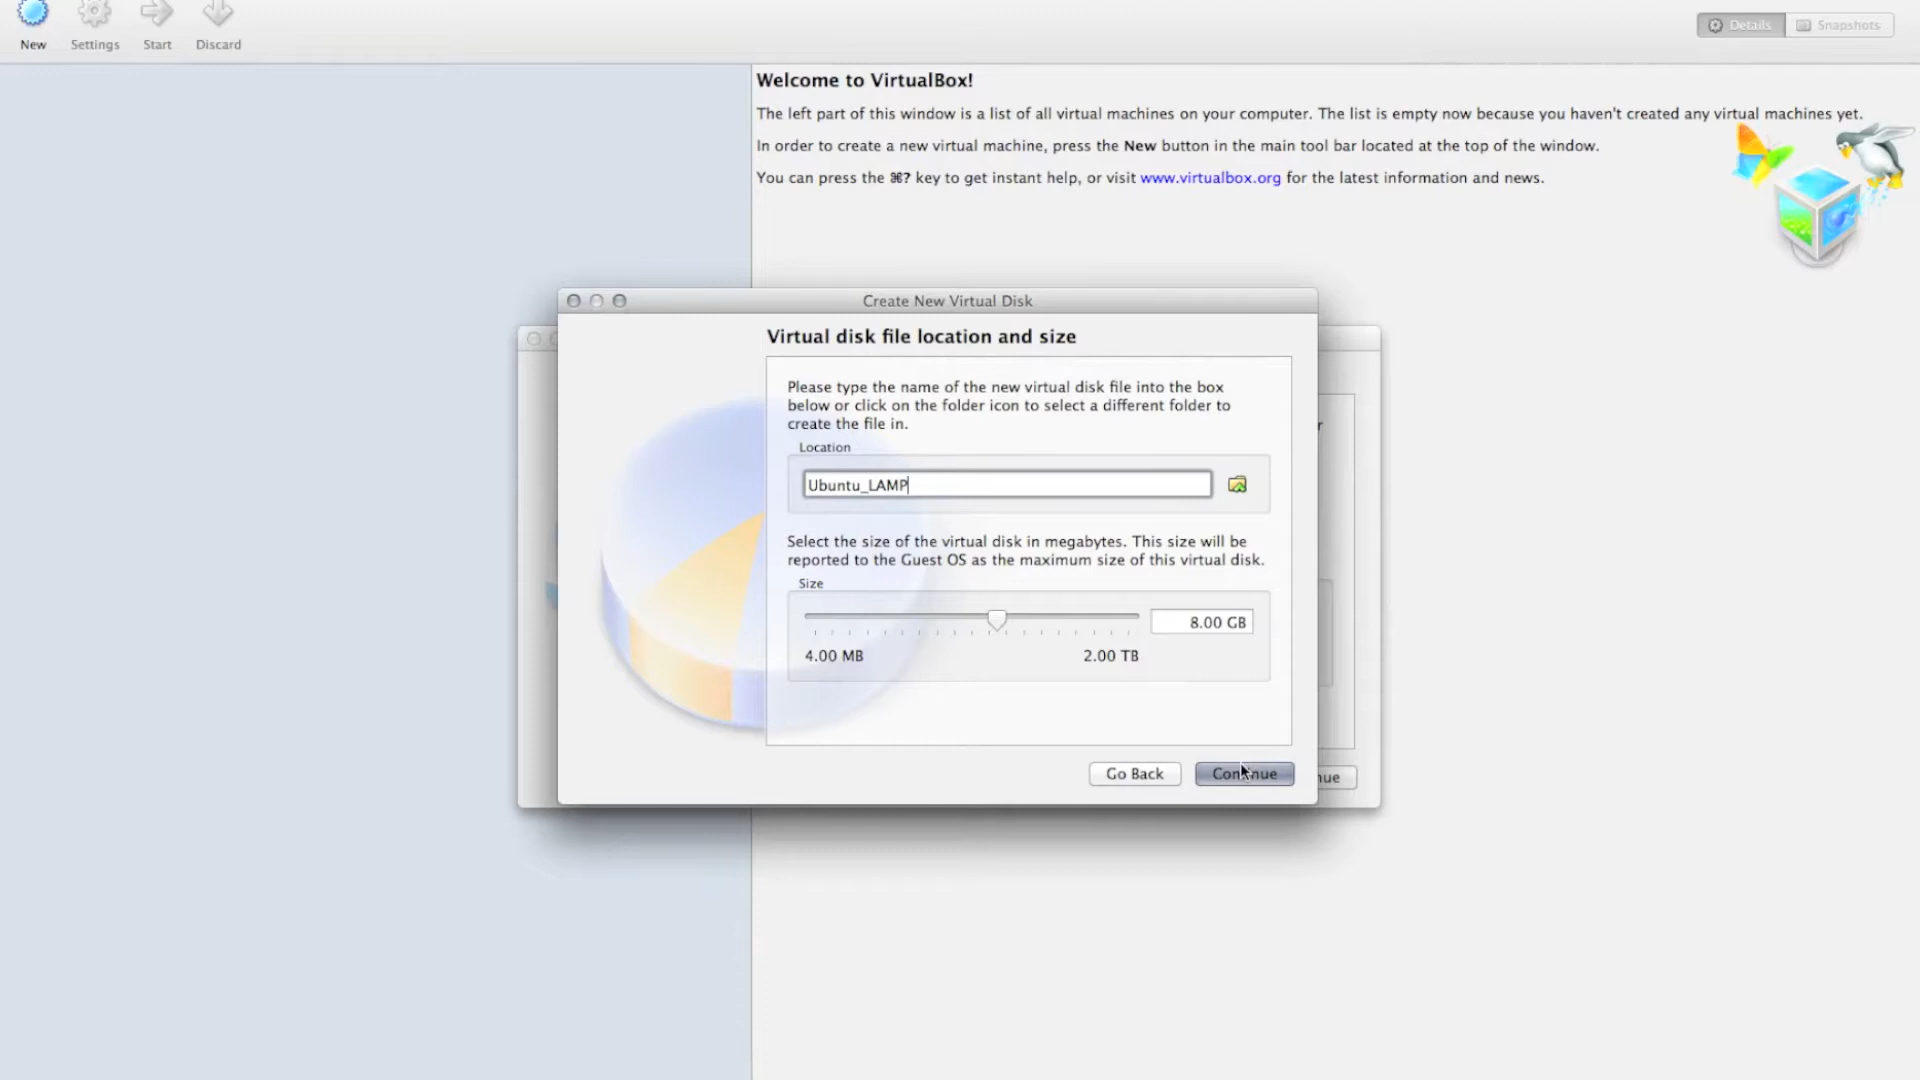 New
Settings
Start
Discard
Details
Snapshots
Welcome to VirtualBox!
The left part of this window is a list of all virtual machines on your computer. The list is empty now because you haven't created any virtual machines yet.
In order to create a new virtual machine, press the New button in the main tool bar located at the top of the window.
You can press the ⌘? key to get instant help, or visit www.virtualbox.org for the latest information and news.
Create New Virtual Disk
Virtual disk file location and size
Please type the name of the new virtual disk file into the box
below or click on the folder icon to select a different folder to
create the file in.
Location
Ubuntu_LAMP
Select the size of the virtual disk in megabytes. This size will be
reported to the Guest OS as the maximum size of this virtual disk.
Size
8.00 GB
4.00 MB
2.00 TB
Go Back
Continue